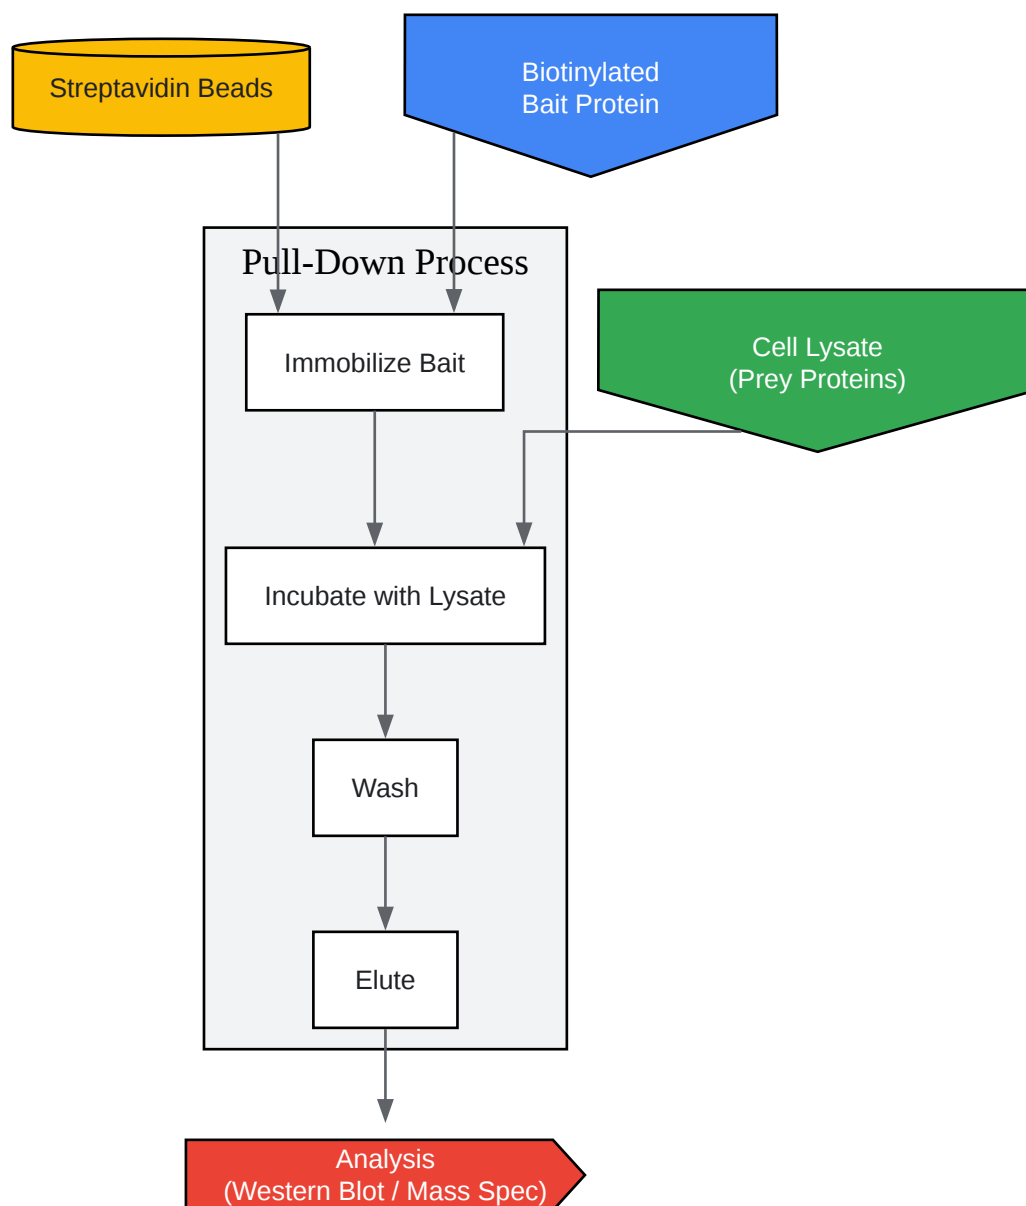 Streptavidin Beads
Biotinylated
Bait Protein
Pull-Down Process
Immobilize Bait
Cell Lysate
(Prey Proteins)
Incubate with Lysate
Wash
Elute
Analysis
(Western Blot / Mass Spec)